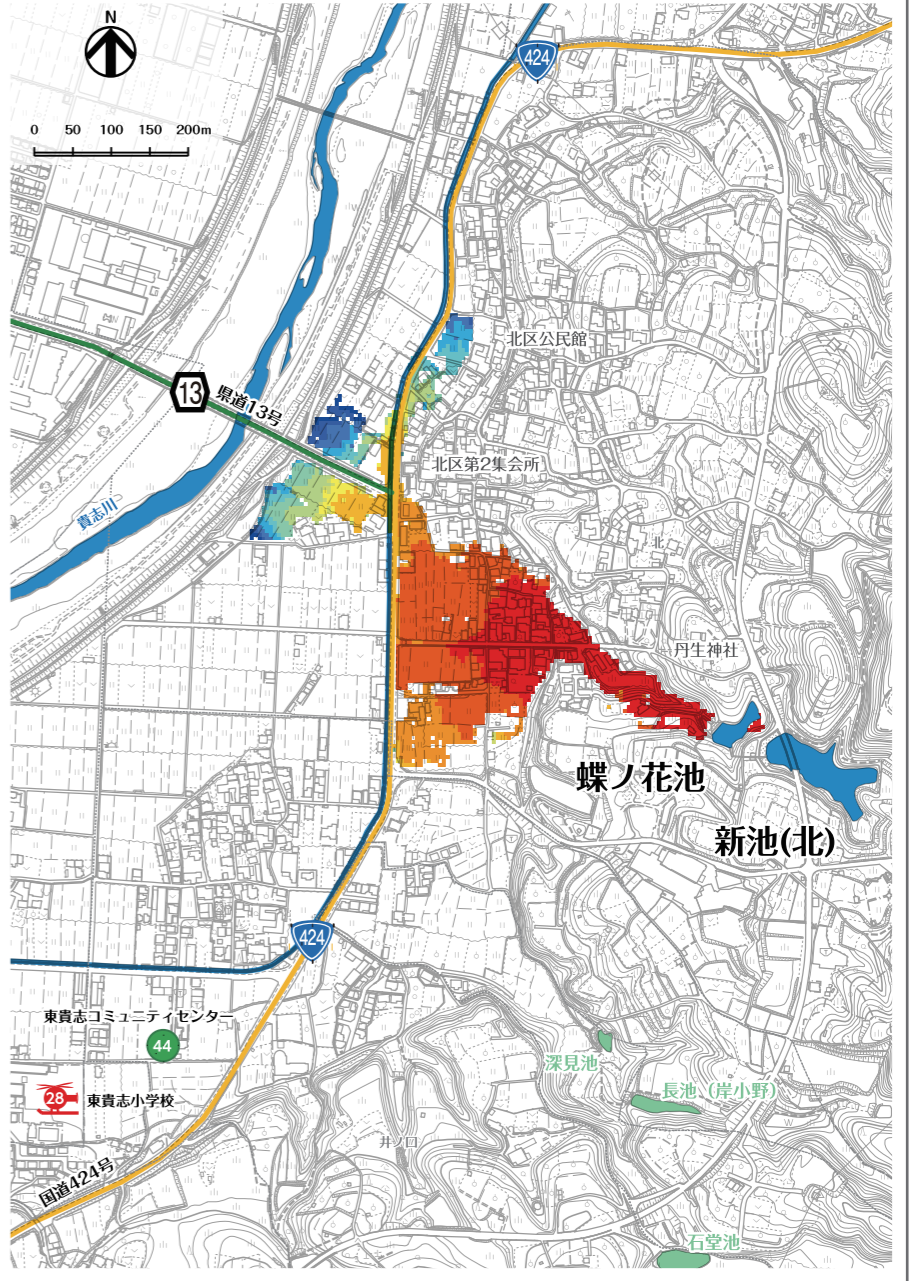 N
0 50 100 150 200m
424
北区公民館
13
県道13号
北区第2集会所
貴志川
北
丹生神社
蝶ノ花池
新池(北)
424
東貴志コミュニティセンター
44
深見池
28
東貴志小学校
長池（岸小野）
井ノ口
国道424号
石堂池